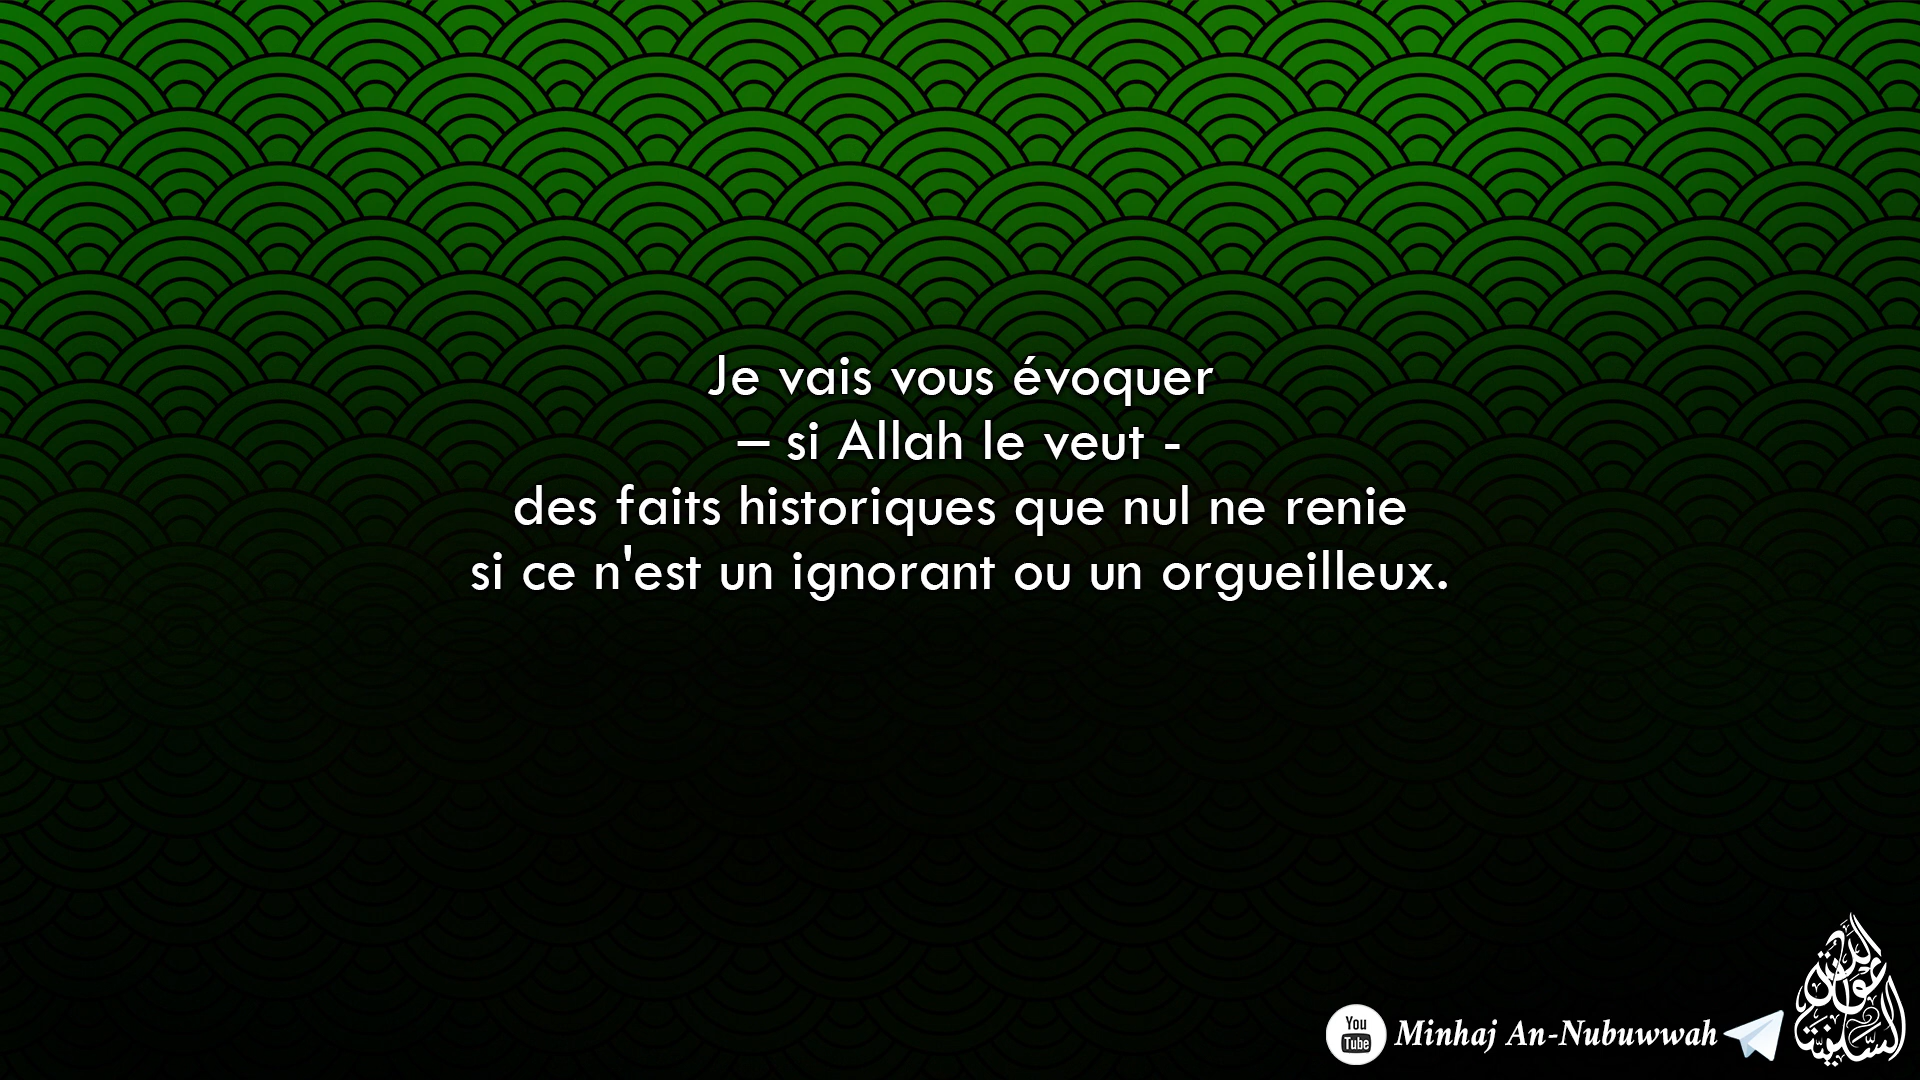 Je vais vous évoquer
– si Allah le veut -
des faits historiques que nul ne renie
si ce n'est un ignorant ou un orgueilleux.
You
Tube
Minhaj An-Nubuwwah